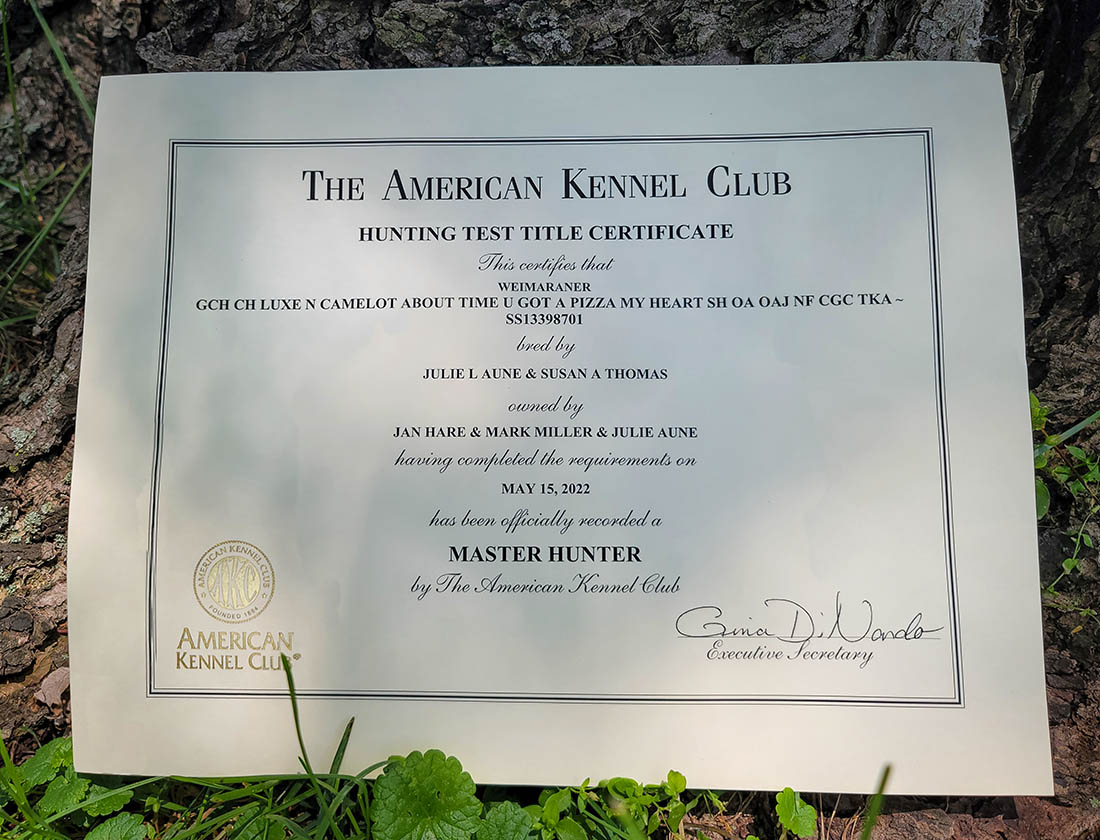 THE AMERICAN KENNEL CLUB
HUNTING TEST TITLE CERTIFICATE
This certifies that
WEIMARANER
GCH CH LUXE N CAMELOT ABOUT TIME U GOT A PIZZA MY HEART SH OA OAJ NF CGC TKA ~
SS13398701
bred by
JULIE L AUNE & SUSAN A THOMAS
owned by
JAN HARE & MARK MILLER & JULIE AUNE
having completed the requirements on
MAY 15, 2022
has been officially recorded a
MASTER HUNTER
by The American Kennel Club
AMERICAN KENNEL CLUB
AKC
FOUNDED 1884
AMERICAN
KENNEL CLUB®
Gina DiNardo
Executive Secretary